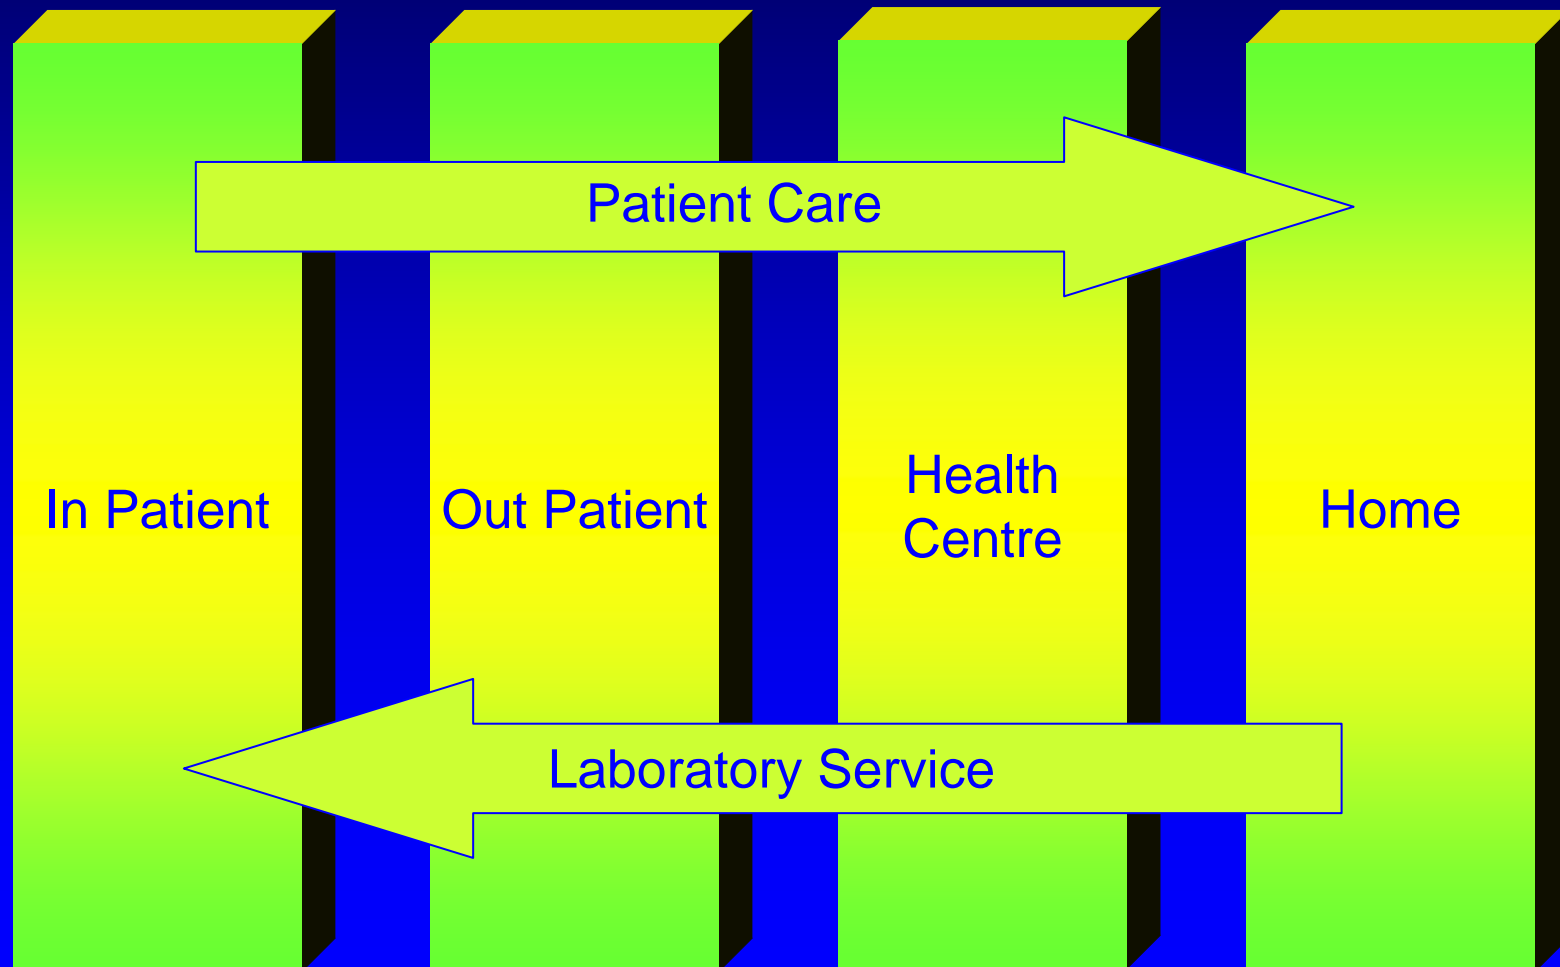 Patient Care
In Patient
Out Patient
Health
Centre
Home
Laboratory Service